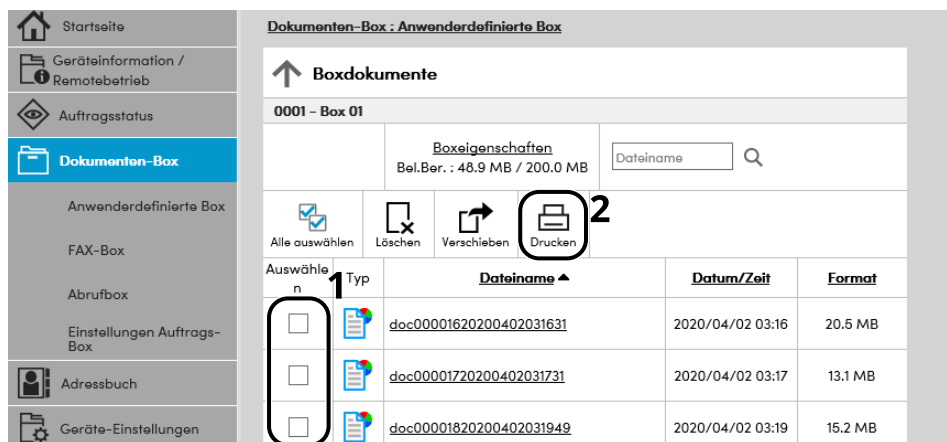 Startseite
Geräteinformation /
Remotebetrieb
Auftragsstatus
Dokumenten-Box
Anwenderdefinierte Box
FAX-Box
Abrufbox
Einstellungen Auftrags-
Box
Adressbuch
Geräte-Einstellungen
Dokumenten-Box : Anwenderdefinierte Box
Boxdokumente
0001 - Box 01
Boxeigenschaften
Bel.Ber. : 48.9 MB / 200.0 MB
Dateiname
Alle auswählen Löschen Verschieben Drucken 2
Auswähle
n 1 Typ Dateiname Datum/Zeit Format
doc00001620200402031631 2020/04/02 03:16 20.5 MB
doc00001720200402031731 2020/04/02 03:17 13.1 MB
doc00001820200402031949 2020/04/02 03:19 15.2 MB